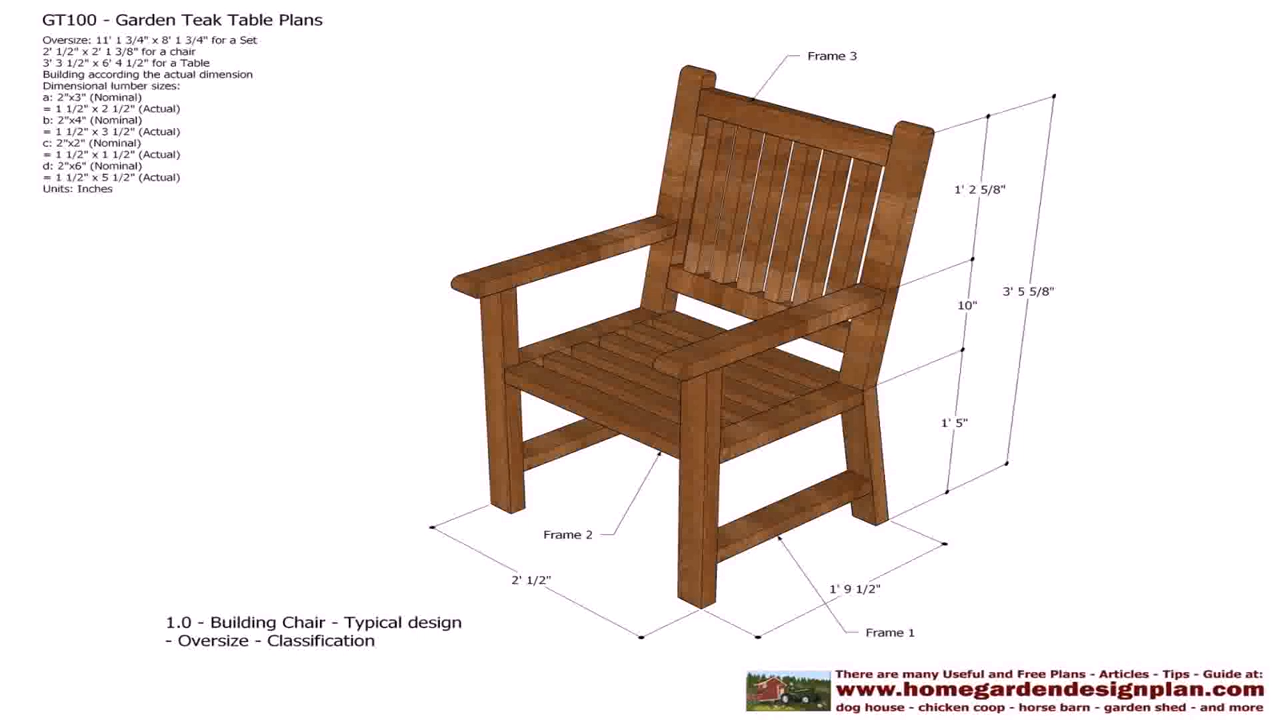 GT100 - Garden Teak Table Plans
Oversize: 11' 1 3/4" x 8' 1 3/4" for a Set
2' 1/2" x 2' 1 3/8" for a chair
3' 3 1/2" x 6' 4 1/2" for a Table
Building according the actual dimension
Dimensional lumber sizes:
a: 2"x3" (Nominal)
= 1 1/2" x 2 1/2" (Actual)
b: 2"x4" (Nominal)
= 1 1/2" x 3 1/2" (Actual)
c: 2"x2" (Nominal)
= 1 1/2" x 1 1/2" (Actual)
d: 2"x6" (Nominal)
= 1 1/2" x 5 1/2" (Actual)
Units: Inches
Frame 3
1' 2 5/8"
3' 5 5/8"
10"
1' 5"
Frame 2
2' 1/2"
1' 9 1/2"
Frame 1
1.0 - Building Chair - Typical design
- Oversize - Classification
There are many Useful and Free Plans - Articles - Tips - Guide at:
www.homegardendesignplan.com
dog house - chicken coop - horse barn - garden shed - and more